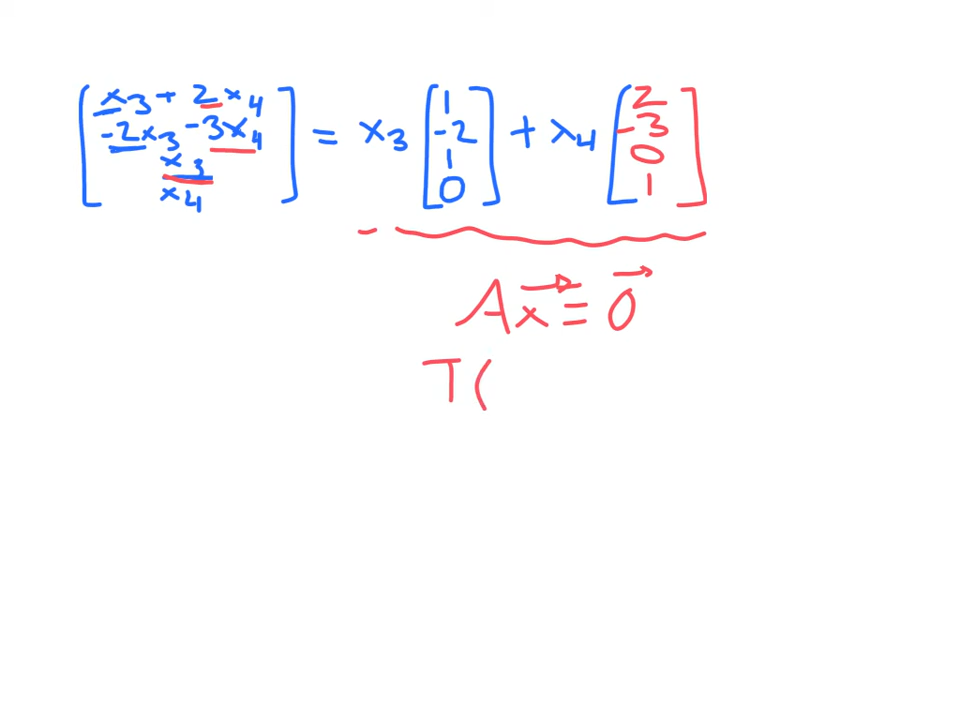 [x3 + 2x4
-2x3 - 3x4
x3
x4] = x3 [1
-2
1
0] + x4 [2
-3
0
1]
Ax⃗ = 0⃗
T(